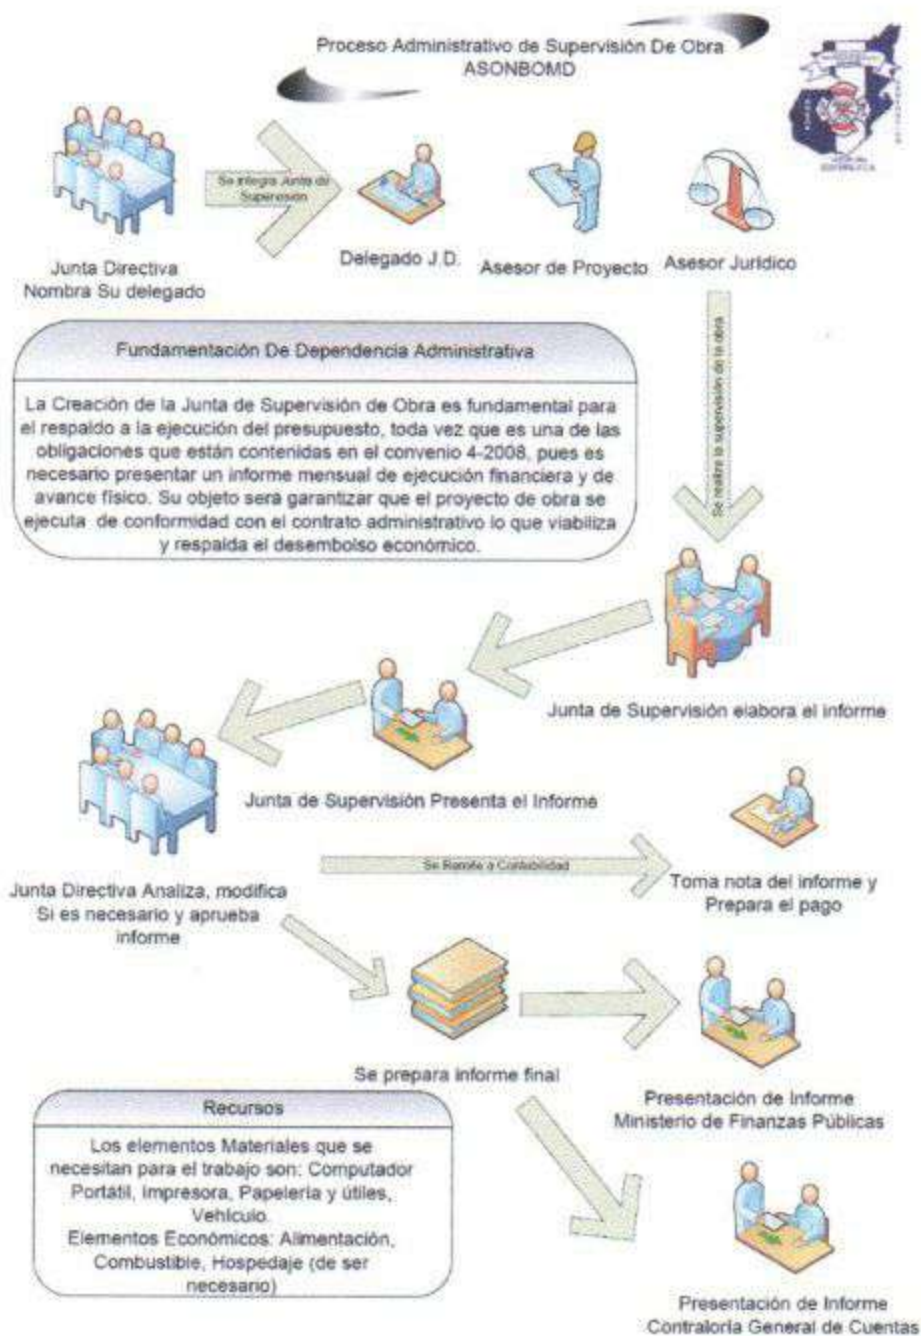 Proceso Administrativo de Supervisión De Obra
ASONBOMD
Se integra Junta de
Supervisión
Junta Directiva
Nombra Su delegado
Delegado J.D.
Asesor de Proyecto
Asesor Jurídico
Se realiza la supervisión de la obra
Fundamentación De Dependencia Administrativa
La Creación de la Junta de Supervisión de Obra es fundamental para
el respaldo a la ejecución del presupuesto, toda vez que es una de las
obligaciones que están contenidas en el convenio 4-2008, pues es
necesario presentar un informe mensual de ejecución financiera y de
avance físico. Su objeto será garantizar que el proyecto de obra se
ejecuta de conformidad con el contrato administrativo lo que viabiliza
y respalda el desembolso económico.
Junta de Supervisión elabora el informe
Junta de Supervisión Presenta el Informe
Junta Directiva Analiza, modifica
Si es necesario y aprueba
informe
Se Remite a Contabilidad
Toma nota del informe y
Prepara el pago
Se prepara informe final
Presentación de Informe
Ministerio de Finanzas Públicas
Recursos
Los elementos Materiales que se
necesitan para el trabajo son: Computador
Portátil, Impresora, Papelería y útiles,
Vehículo.
Elementos Económicos: Alimentación,
Combustible, Hospedaje (de ser
necesario)
Presentación de Informe
Contraloría General de Cuentas